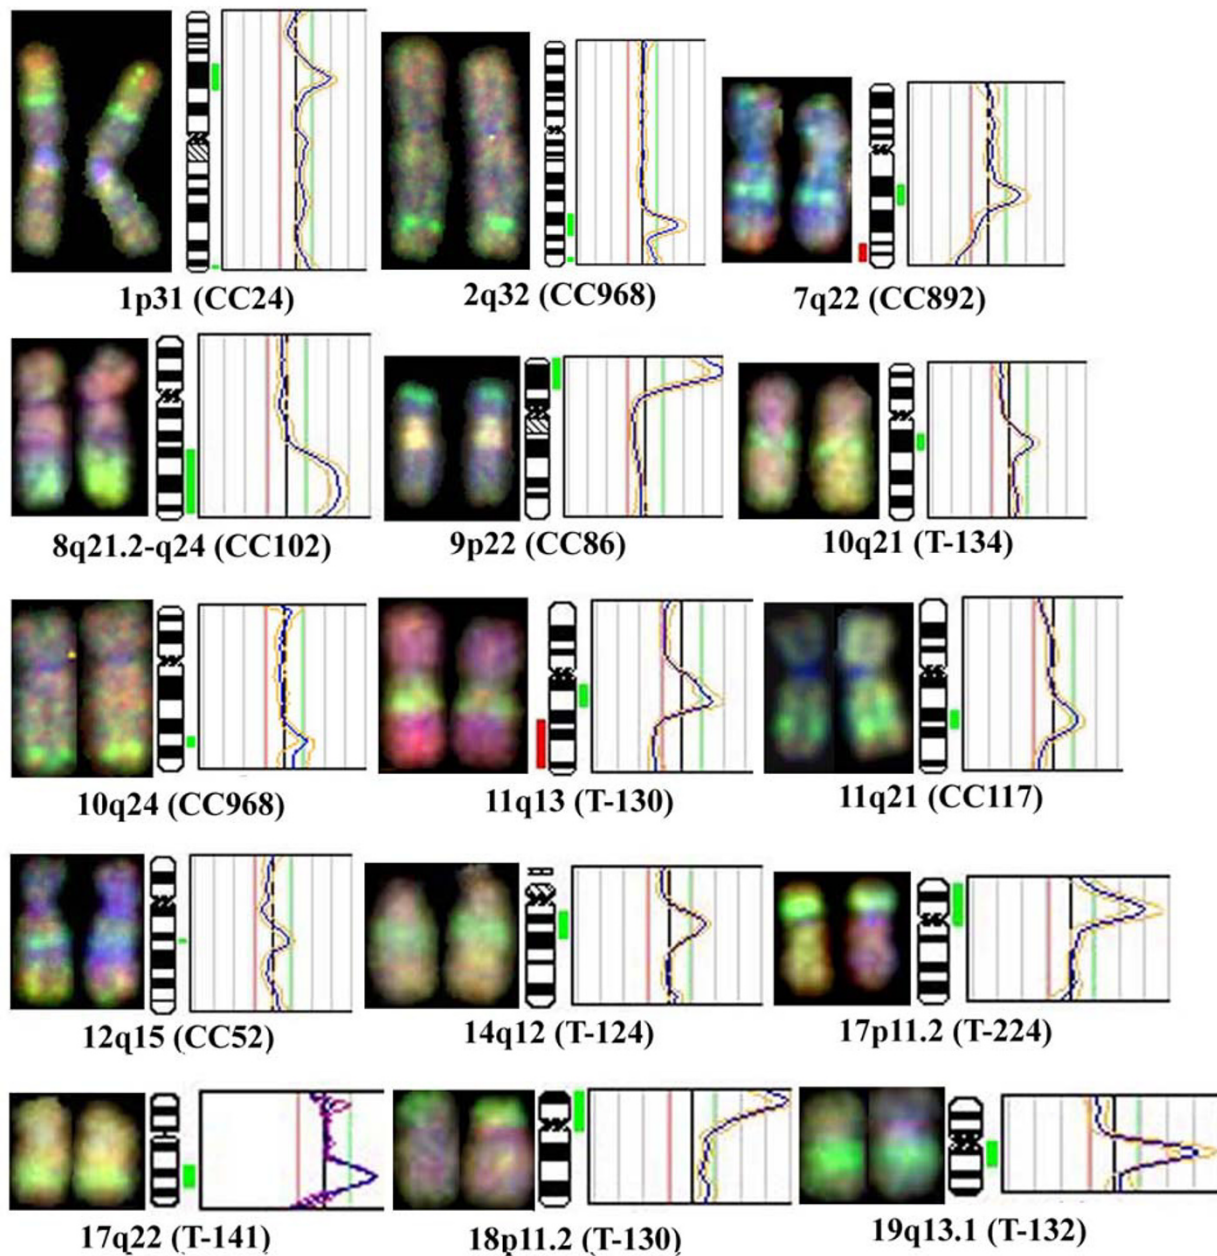 1p31 (CC24)
2q32 (CC968)
7q22 (CC892)
8q21.2-q24 (CC102)
9p22 (CC86)
10q21 (T-134)
10q24 (CC968)
11q13 (T-130)
11q21 (CC117)
12q15 (CC52)
14q12 (T-124)
17p11.2 (T-224)
17q22 (T-141)
18p11.2 (T-130)
19q13.1 (T-132)